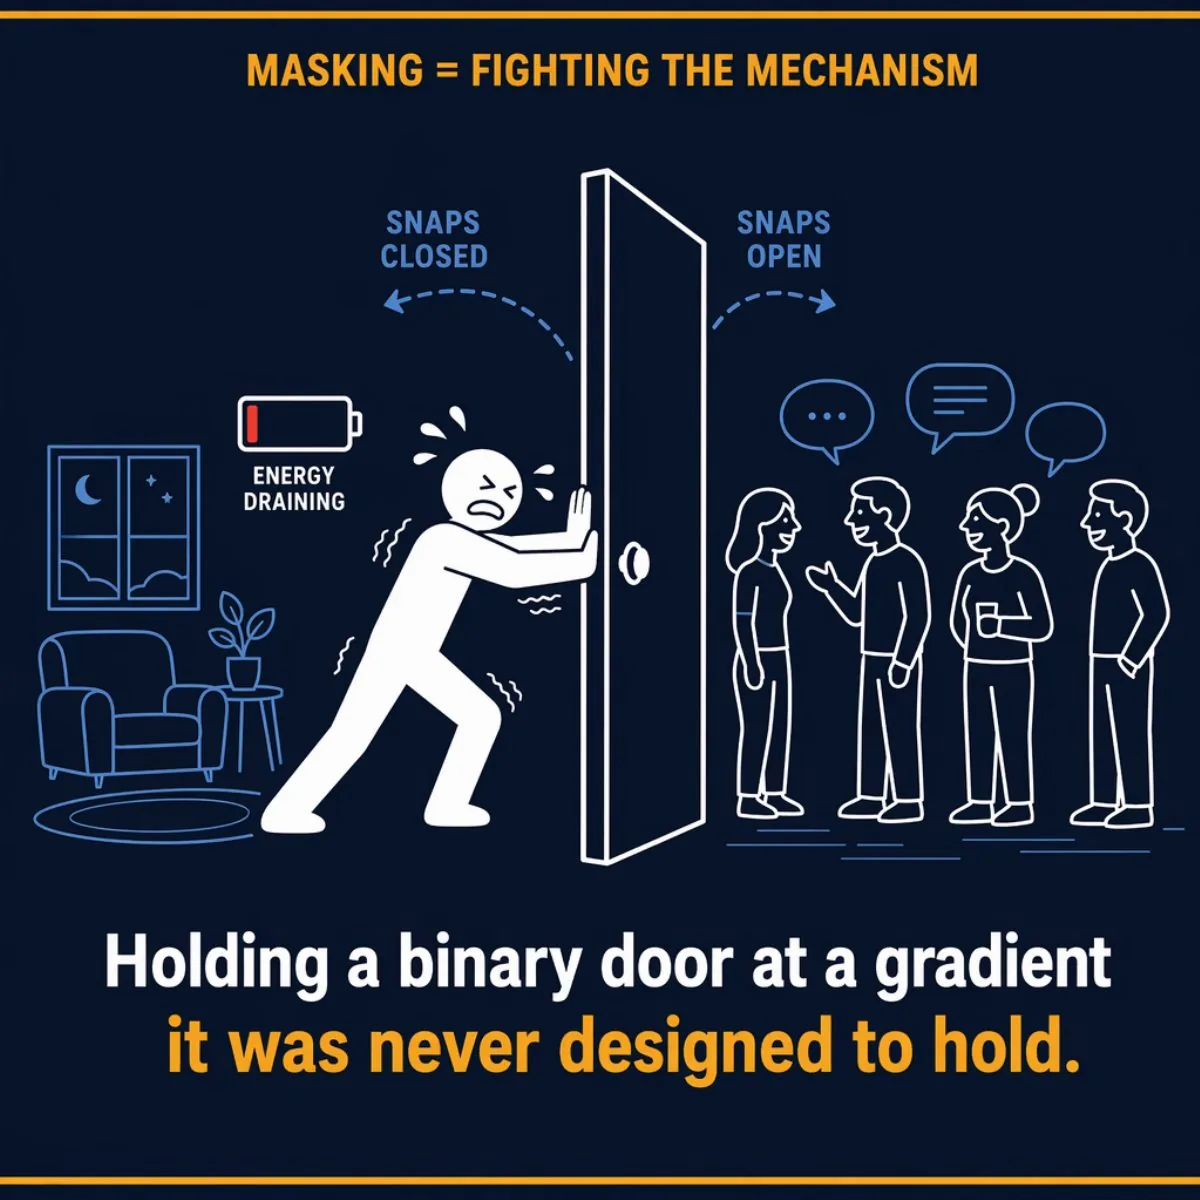 MASKING = FIGHTING THE MECHANISM
SNAPS
CLOSED
SNAPS
OPEN
ENERGY
DRAINING
Holding a binary door at a gradient
it was never designed to hold.